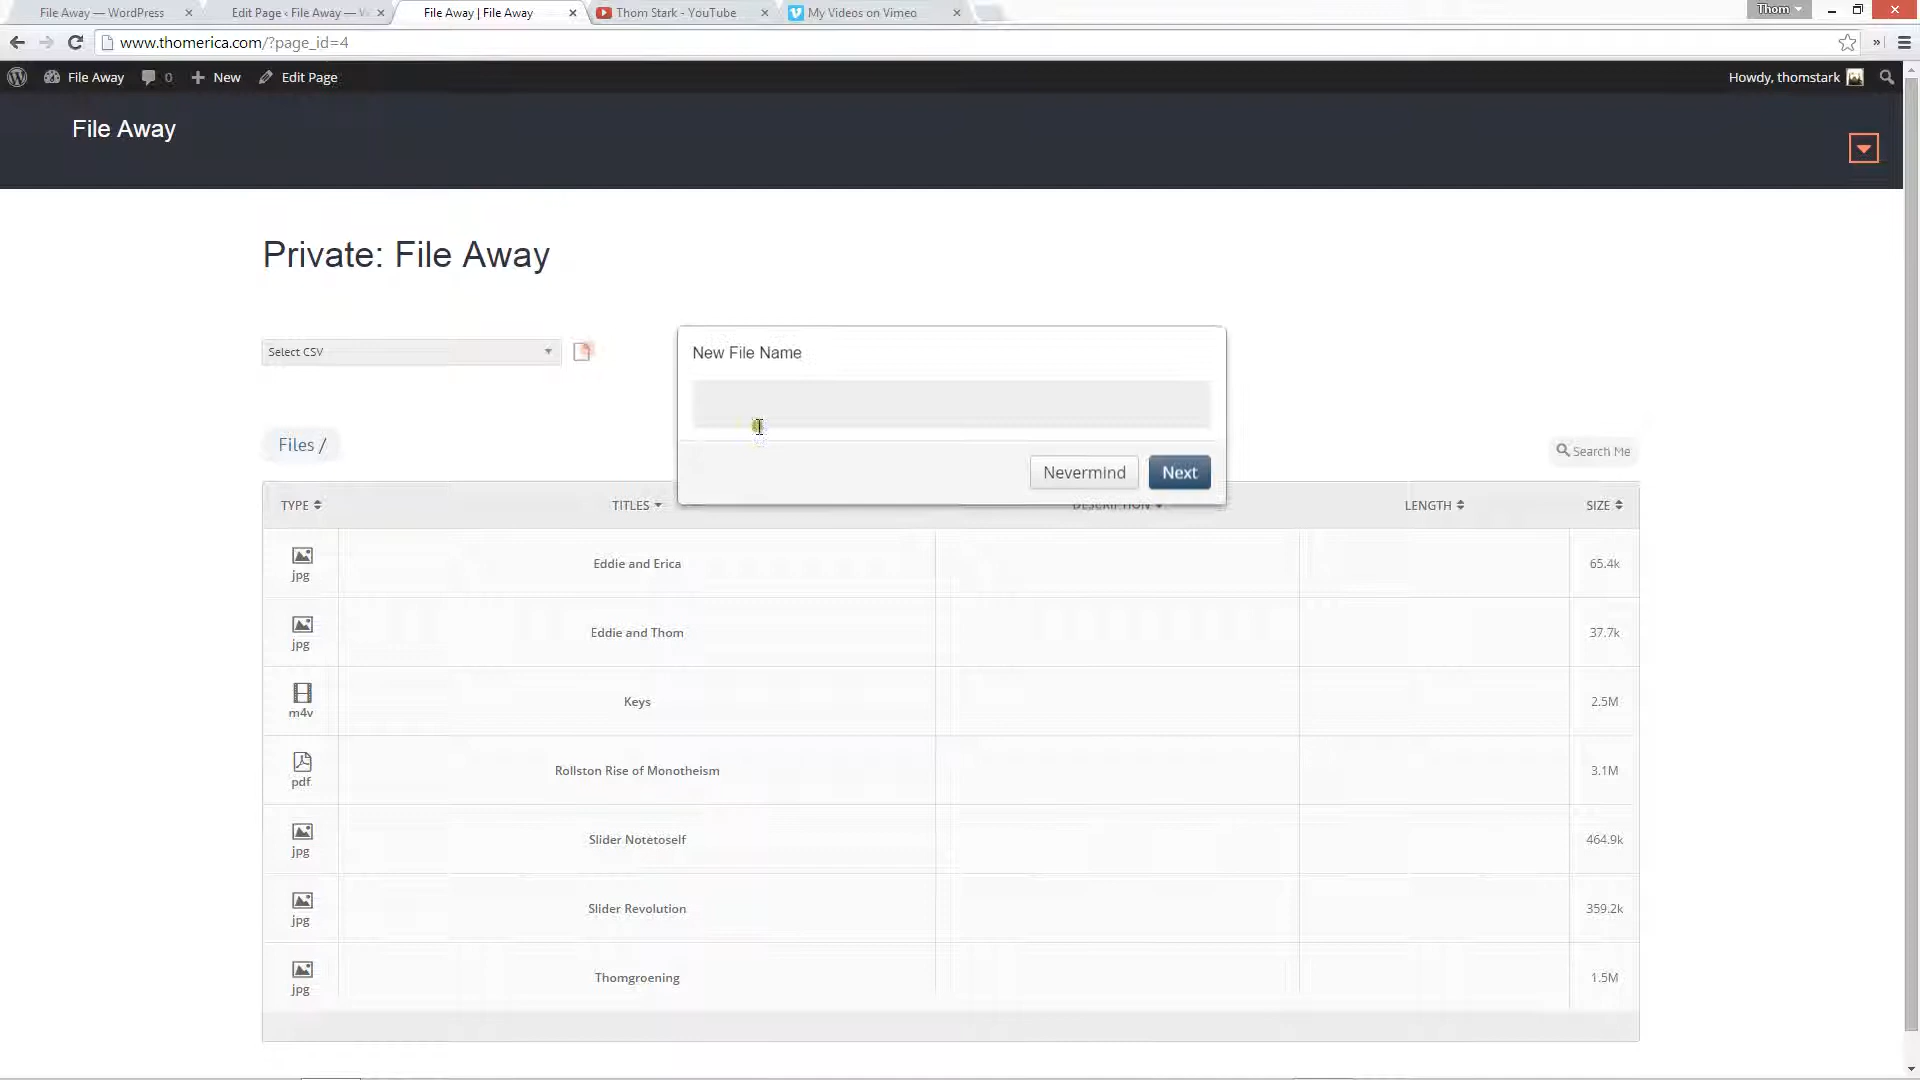 File Away — WordPress
Edit Page ‹ File Away — W
File Away | File Away
Thom Stark - YouTube
My Videos on Vimeo
Thom
www.thomerica.com/?page_id=4
File Away
0
New
Edit Page
Howdy, thomstark
File Away
Private: File Away
Select CSV
New File Name
Nevermind
Next
Files /
Search Me
TYPE
TITLES
DESCRIPTION
LENGTH
SIZE
jpg
Eddie and Erica
65.4k
jpg
Eddie and Thom
37.7k
m4v
Keys
2.5M
pdf
Rollston Rise of Monotheism
3.1M
jpg
Slider Notetoself
464.9k
jpg
Slider Revolution
359.2k
jpg
Thomgroening
1.5M